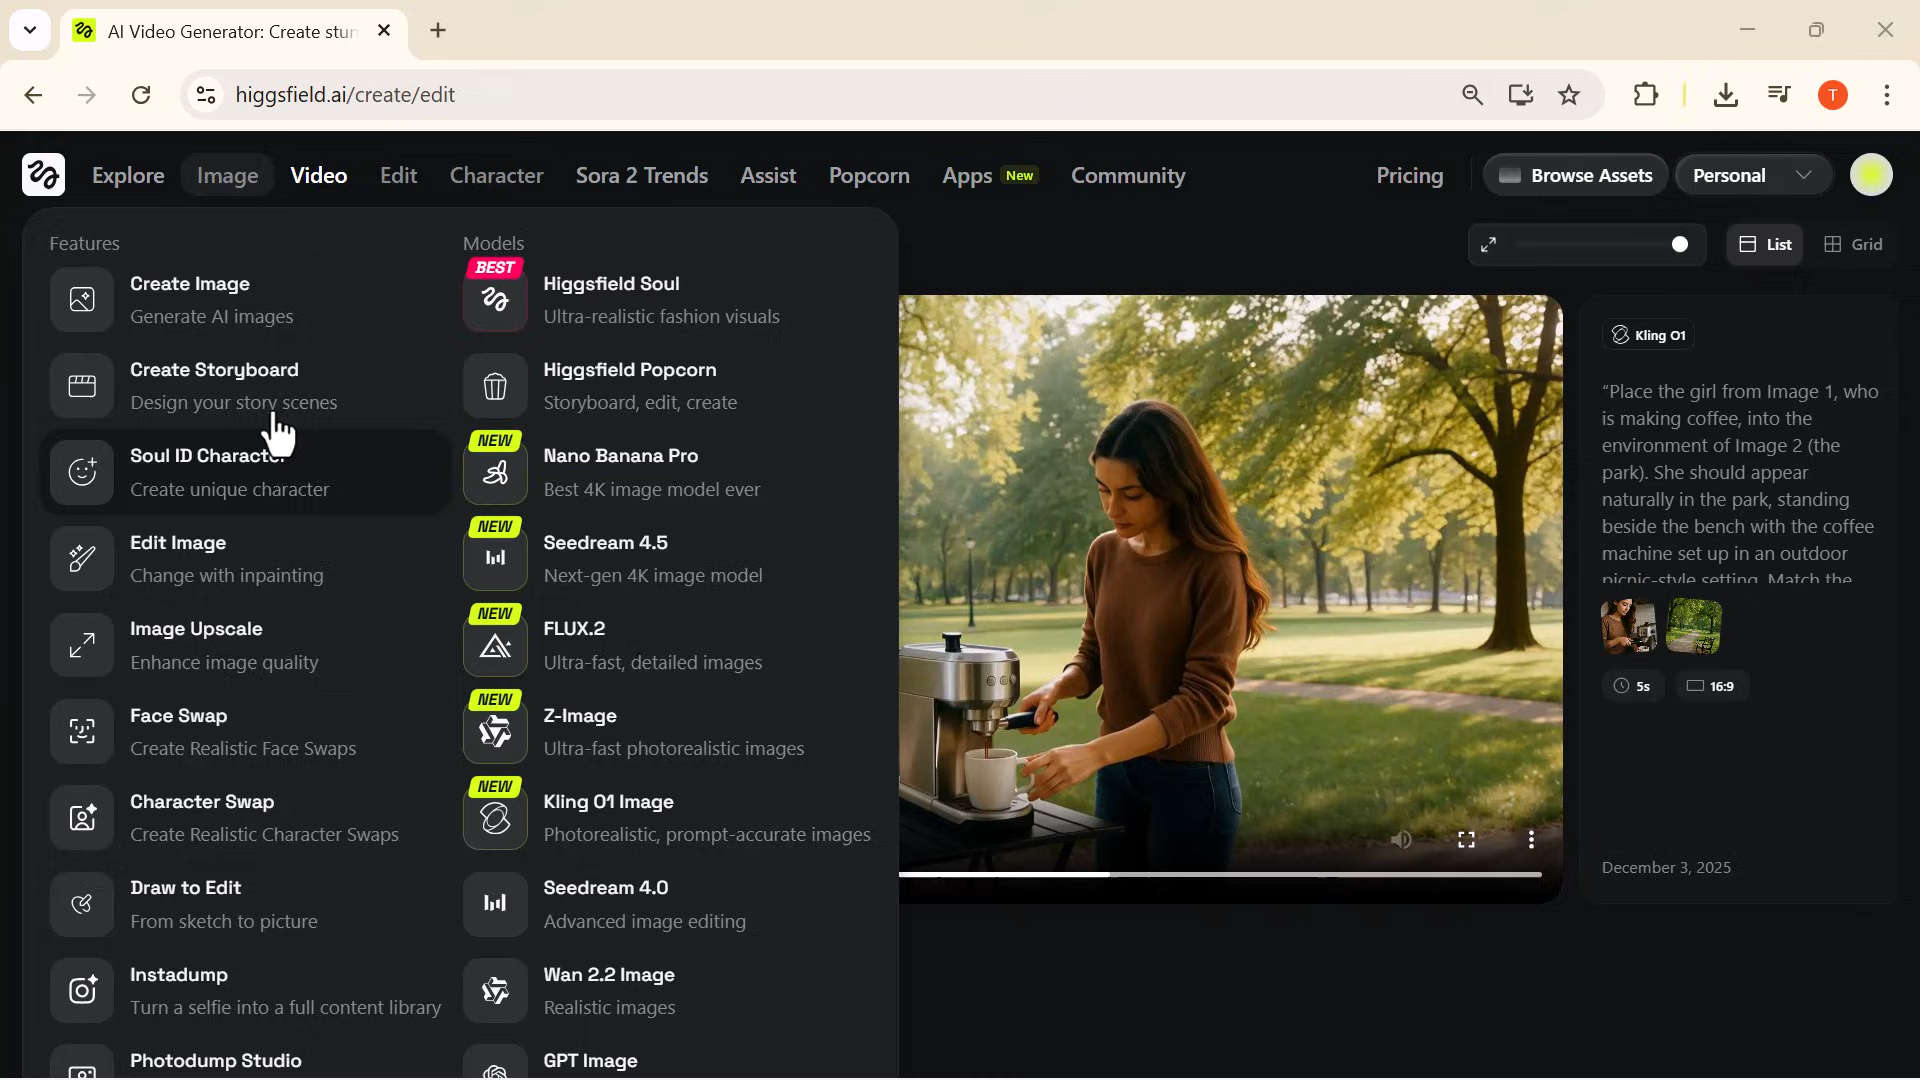 AI Video Generator: Create stun
higgsfield.ai/create/edit
T
Explore
Image
Video
Edit
Character
Sora 2 Trends
Assist
Popcorn
Apps New
Community
Pricing
Browse Assets
Personal
List
Grid
Features
Create Image
Generate AI images
Create Storyboard
Design your story scenes
Soul ID Character
Create unique character
Edit Image
Change with inpainting
Image Upscale
Enhance image quality
Face Swap
Create Realistic Face Swaps
Character Swap
Create Realistic Character Swaps
Draw to Edit
From sketch to picture
Instadump
Turn a selfie into a full content library
Photodump Studio
Models
BEST
Higgsfield Soul
Ultra-realistic fashion visuals
Higgsfield Popcorn
Storyboard, edit, create
NEW
Nano Banana Pro
Best 4K image model ever
NEW
Seedream 4.5
Next-gen 4K image model
NEW
FLUX.2
Ultra-fast, detailed images
NEW
Z-Image
Ultra-fast photorealistic images
NEW
Kling O1 Image
Photorealistic, prompt-accurate images
Seedream 4.0
Advanced image editing
Wan 2.2 Image
Realistic images
GPT Image
Kling O1
“Place the girl from Image 1, who
is making coffee, into the
environment of Image 2 (the
park). She should appear
naturally in the park, standing
beside the bench with the coffee
machine set up in an outdoor
picnic-style setting. Match the
5s
16:9
December 3, 2025